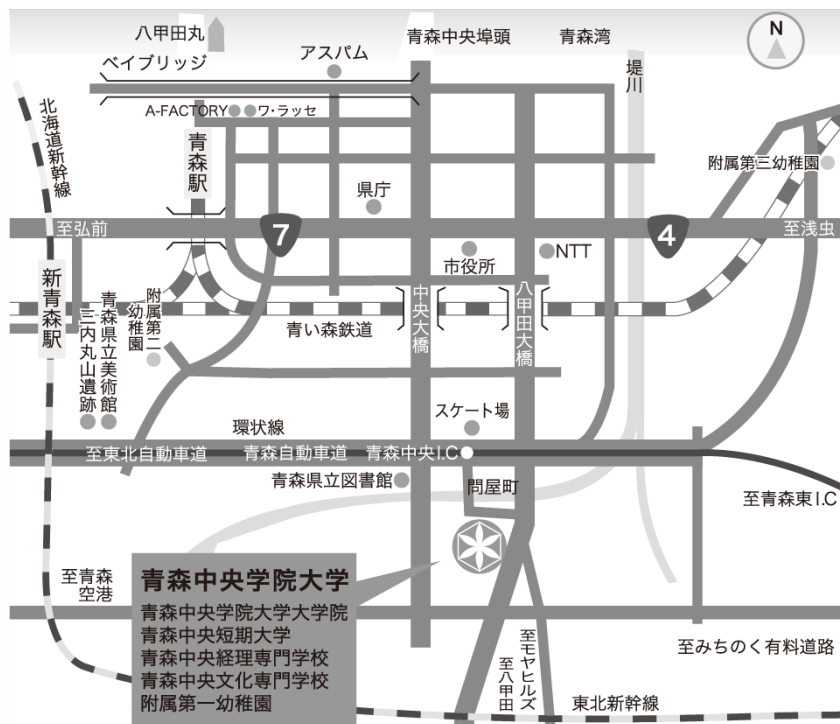 八甲田丸
青森中央埠頭
青森湾
N
ベイブリッジ
アスパム
堤川
A-FACTORY
ワ・ラッセ
北海道新幹線
青森駅
附属第三幼稚園
県庁
至弘前
7
4
至浅虫
市役所
NTT
新青森駅
中央大橋
八甲田大橋
青い森鉄道
附属第二
幼稚園
青森県立美術館
三内丸山遺跡
スケート場
環状線
至東北自動車道
青森自動車道
青森中央I.C
青森県立図書館
問屋町
至青森東I.C
至青森
空港
青森中央学院大学
青森中央学院大学大学院
青森中央短期大学
青森中央経理専門学校
青森中央文化専門学校
附属第一幼稚園
至モヤヒルズ
至八甲田
至みちのく有料道路
東北新幹線